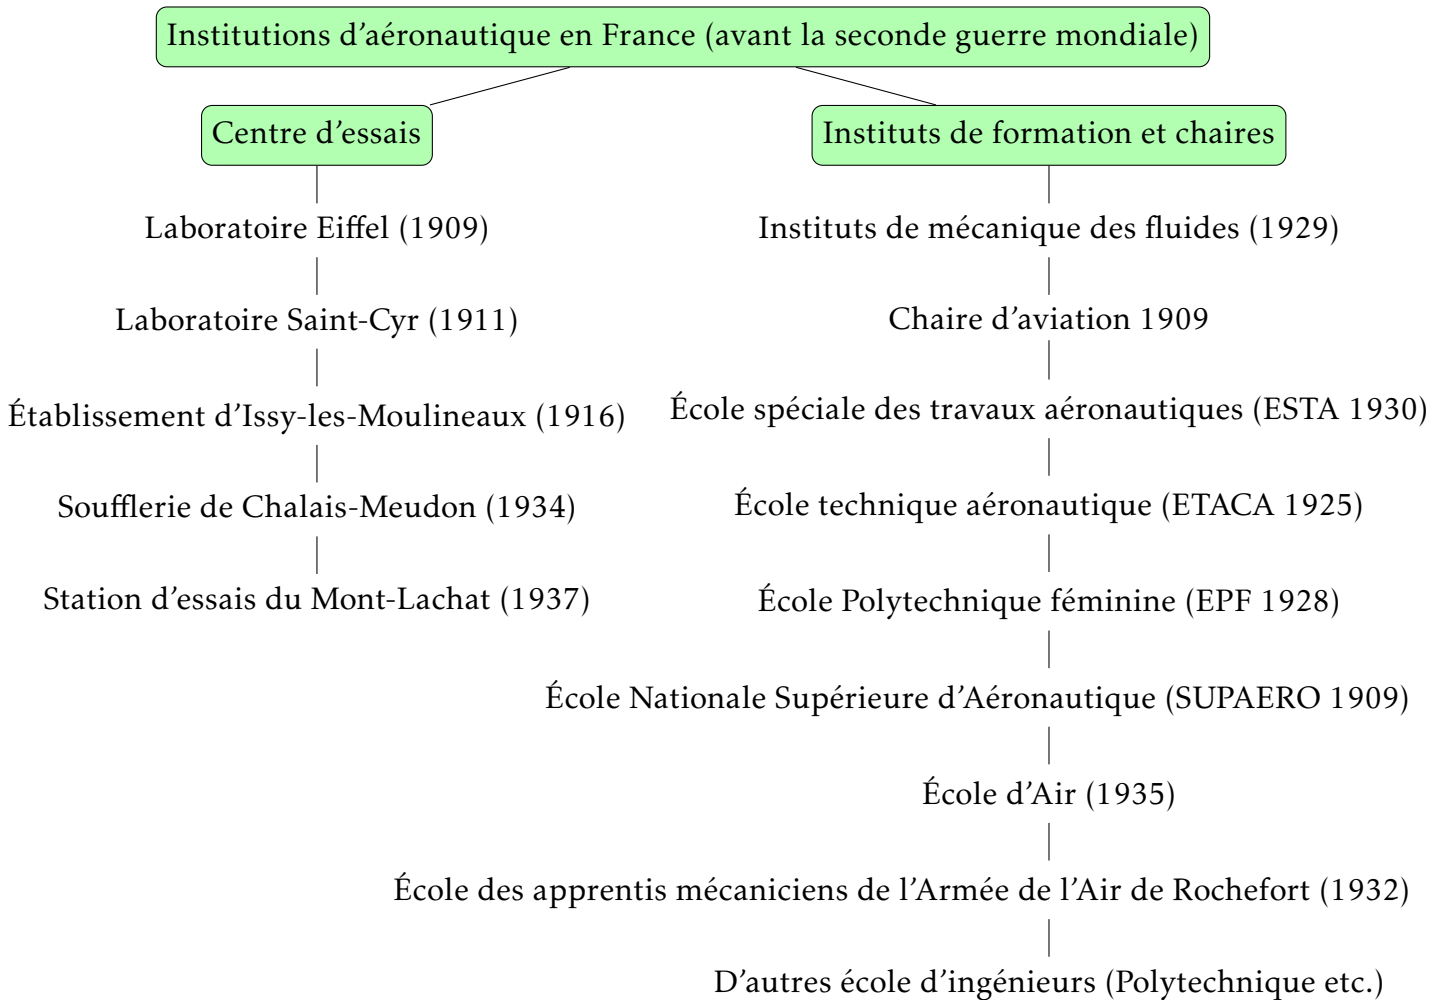 Institutions d'aéronautique en France (avant la seconde guerre mondiale)
Centre d'essais
Laboratoire Eiffel (1909)
Laboratoire Saint-Cyr (1911)
Établissement d'Issy-les-Moulineaux (1916)
Soufflerie de Chalais-Meudon (1934)
Station d'essais du Mont-Lachat (1937)
Instituts de formation et chaires
Instituts de mécanique des fluides (1929)
Chaire d'aviation 1909
École spéciale des travaux aéronautiques (ESTA 1930)
École technique aéronautique (ETACA 1925)
École Polytechnique féminine (EPF 1928)
École Nationale Supérieure d'Aéronautique (SUPAERO 1909)
École d'Air (1935)
École des apprentis mécaniciens de l'Armée de l'Air de Rochefort (1932)
D'autres école d'ingénieurs (Polytechnique etc.)